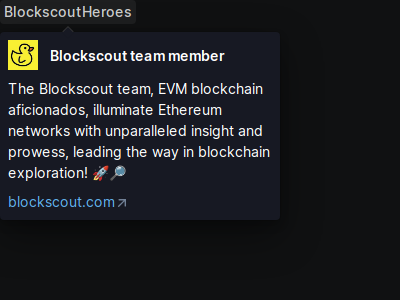 BlockscoutHeroes
Blockscout team member
The Blockscout team, EVM blockchain
aficionados, illuminate Ethereum
networks with unparalleled insight and
prowess, leading the way in blockchain
exploration! 🚀🔎
blockscout.com↗